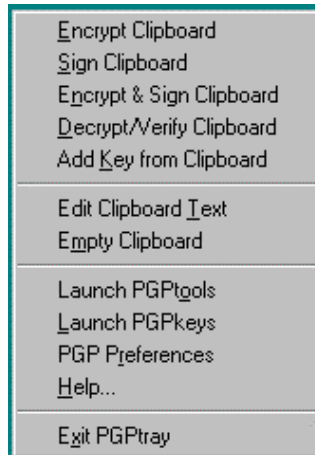 Encrypt Clipboard
Sign Clipboard
Encrypt & Sign Clipboard
Decrypt/Verify Clipboard
Add Key from Clipboard
Edit Clipboard Text
Empty Clipboard
Launch PGPtools
Launch PGPkeys
PGP Preferences
Help...
Exit PGPtray